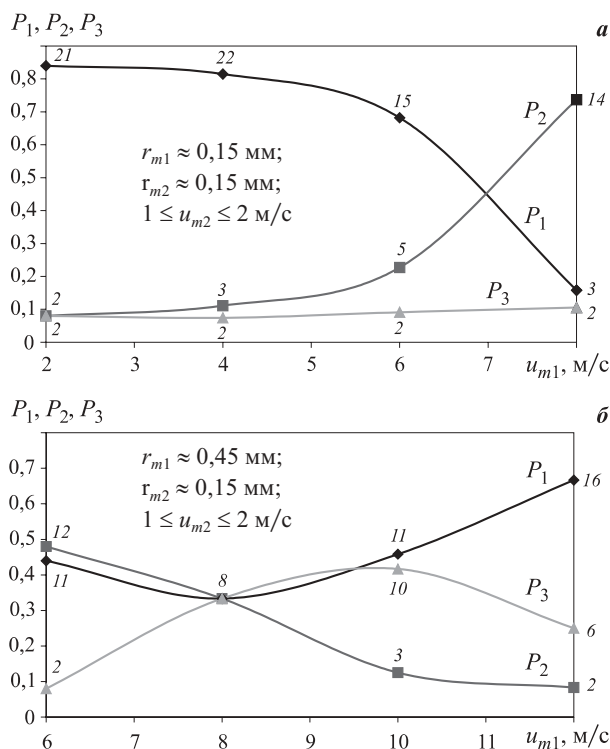 P1, P2, P3
а
0,8
0,7
0,6
0,5
0,4
0,3
0,2
0,1
0
21
22
15
14
P2
rm1 ≈ 0,15 мм;
rm2 ≈ 0,15 мм;
1 ≤ um2 ≤ 2 м/с
5
P1
2
3
P3
3
2
2
2
2
2 2 4 4 6 7 um1, м/с
P1, P2, P3
б
0,7
0,6
0,5
0,4
0,3
0,2
0,1
0
rm1 ≈ 0,45 мм;
rm2 ≈ 0,15 мм;
1 ≤ um2 ≤ 2 м/с
P1
16
12
11
11
8
10
P3
6
2
3
P2
2
6 7 8 9 10 11 um1, м/с